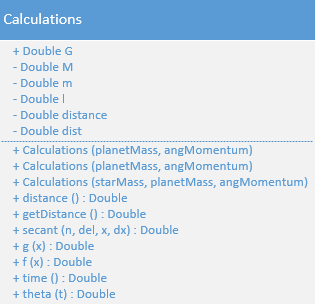 Calculations
+ Double G
- Double M
- Double m
- Double l
- Double distance
- Double dist
+ Calculations (planetMass, angMomentum)
+ Calculations (planetMass, angMomentum)
+ Calculations (starMass, planetMass, angMomentum)
+ distance () : Double
+ getDistance () : Double
+ secant (n, del, x, dx) : Double
+ g (x) : Double
+ f (x) : Double
+ time () : Double
+ theta (t) : Double